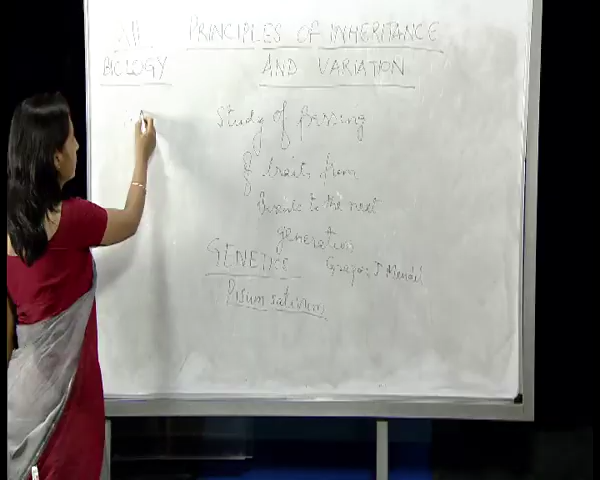 XII PRINCIPLES OF INHERITANCE
BIOLOGY AND VARIATION
Study of passing
of traits from
Parents to the next
generation
GENETICS
Gregor J Mendel
Pisum sativum